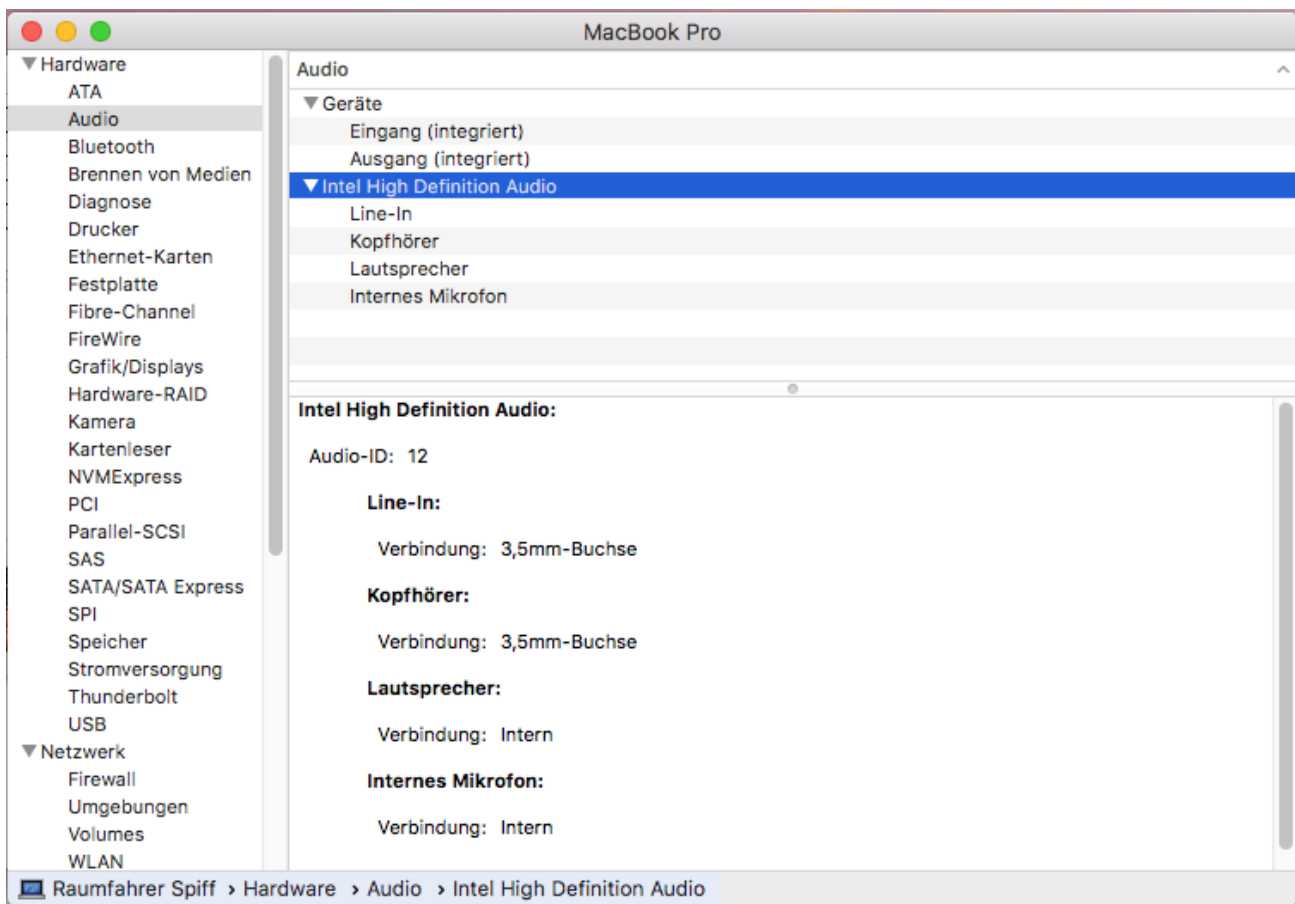 MacBook Pro
Hardware
ATA
Audio
Bluetooth
Brennen von Medien
Diagnose
Drucker
Ethernet-Karten
Festplatte
Fibre-Channel
FireWire
Grafik/Displays
Hardware-RAID
Kamera
Kartenleser
NVMExpress
PCI
Parallel-SCSI
SAS
SATA/SATA Express
SPI
Speicher
Stromversorgung
Thunderbolt
USB
Netzwerk
Firewall
Umgebungen
Volumes
WLAN
Audio
Geräte
Eingang (integriert)
Ausgang (integriert)
Intel High Definition Audio
Line-In
Kopfhörer
Lautsprecher
Internes Mikrofon
Intel High Definition Audio:
Audio-ID: 12
Line-In:
Verbindung: 3,5mm-Buchse
Kopfhörer:
Verbindung: 3,5mm-Buchse
Lautsprecher:
Verbindung: Intern
Internes Mikrofon:
Verbindung: Intern
Raumfahrer Spiff › Hardware › Audio › Intel High Definition Audio